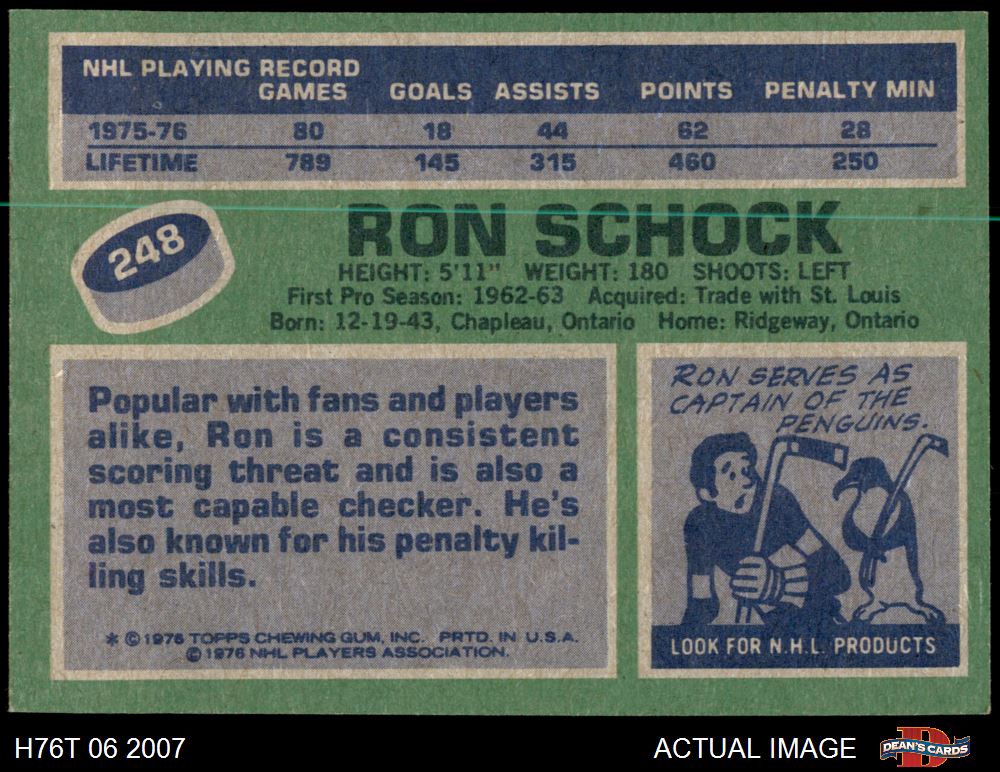 NHL PLAYING RECORD
GAMES GOALS ASSISTS POINTS PENALTY MIN
1975-76 80 18 44 62 28
LIFETIME 789 145 315 460 250
248
RON SCHOCK
HEIGHT: 5'11" WEIGHT: 180 SHOOTS: LEFT
First Pro Season: 1962-63 Acquired: Trade with St. Louis
Born: 12-19-43, Chapleau, Ontario Home: Ridgeway, Ontario
Popular with fans and players
alike, Ron is a consistent
scoring threat and is also a
most capable checker. He's
also known for his penalty kil-
ling skills.
* © 1976 TOPPS CHEWING GUM, INC. PRTD. IN U.S.A.
© 1976 NHL PLAYERS ASSOCIATION.
RON SERVES AS
CAPTAIN OF THE
PENGUINS.
LOOK FOR N.H.L. PRODUCTS
H76T 06 2007
ACTUAL IMAGE
D
DEAN'S CARDS